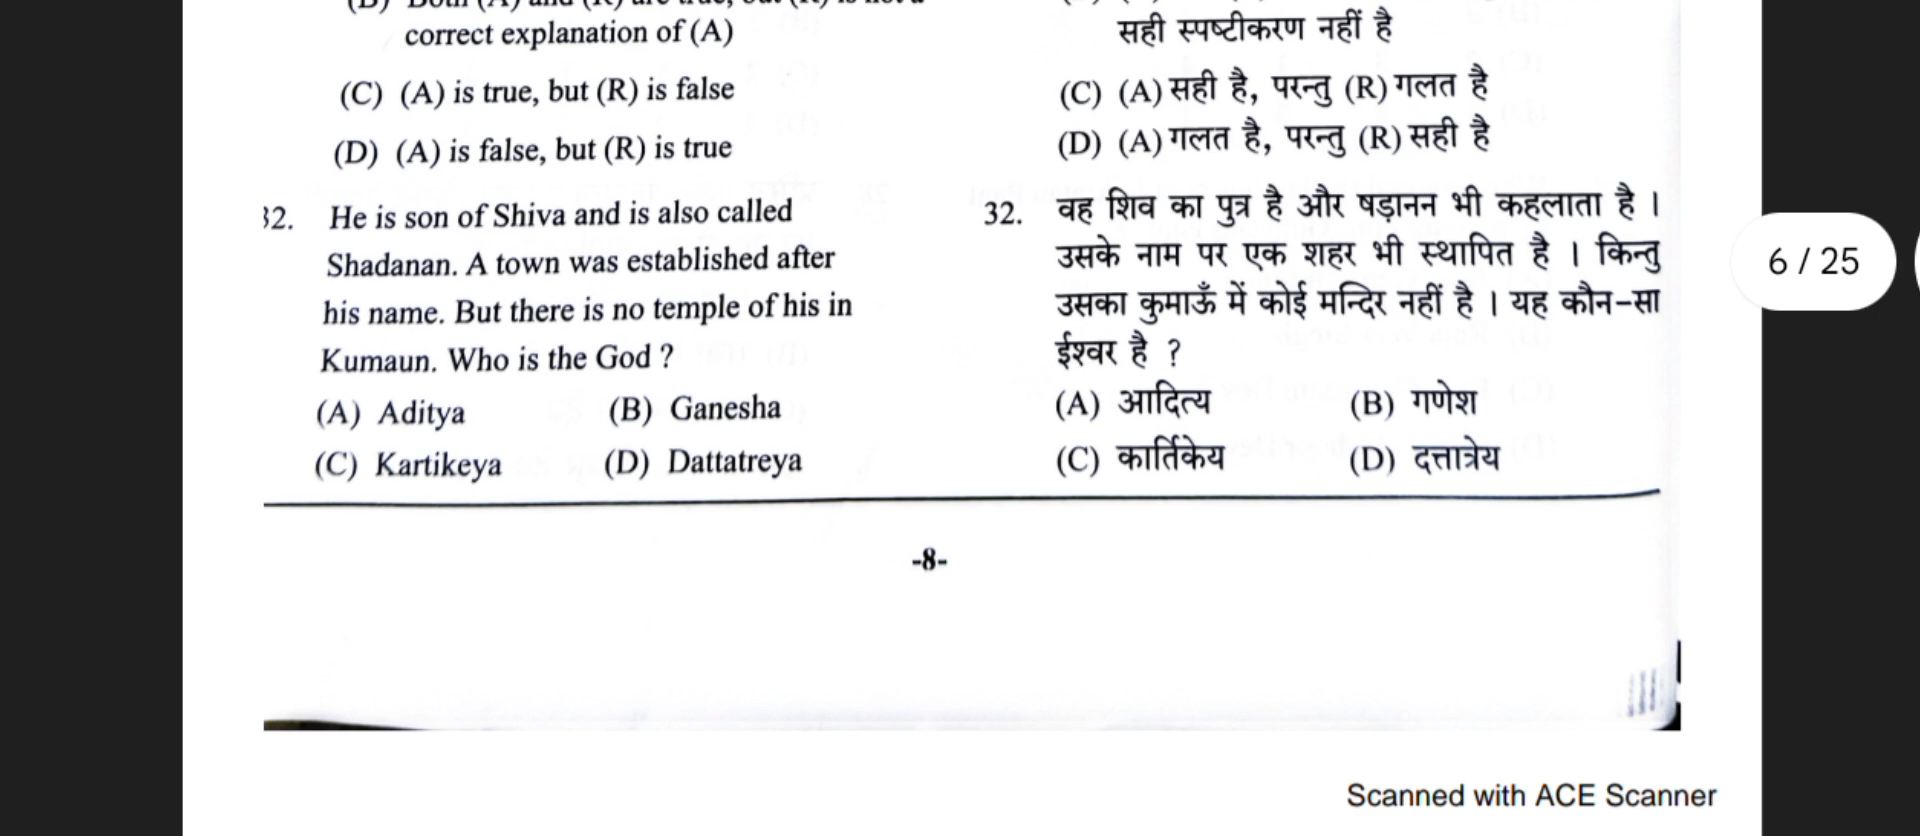 correct explanation of (A)
(C) (A) is true, but (R) is false
(D) (A) is false, but (R) is true
32. He is son of Shiva and is also called
Shadanan. A town was established after
his name. But there is no temple of his in
Kumaun. Who is the God ?
(A) Aditya (B) Ganesha
(C) Kartikeya (D) Dattatreya
सही स्पष्टीकरण नहीं है
(C) (A) सही है, परन्तु (R) गलत है
(D) (A) गलत है, परन्तु (R) सही है
32. वह शिव का पुत्र है और षड़ानन भी कहलाता है ।
उसके नाम पर एक शहर भी स्थापित है । किन्तु
उसका कुमाऊँ में कोई मन्दिर नहीं है । यह कौन-सा
ईश्वर है ?
(A) आदित्य (B) गणेश
(C) कार्तिकेय (D) दत्तात्रेय
-8-
6 / 25
Scanned with ACE Scanner